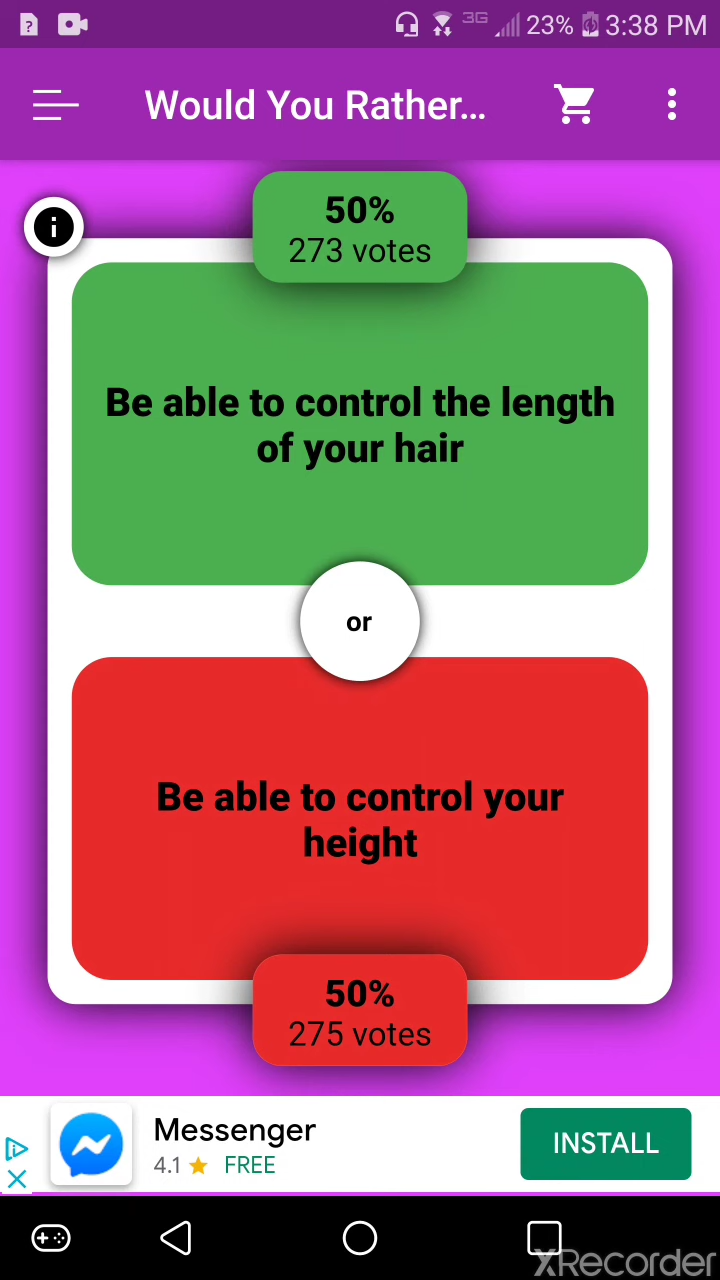 3G 23% 3:38 PM
Would You Rather...
50%
273 votes
Be able to control the length
of your hair
or
Be able to control your
height
50%
275 votes
Messenger
4.1 FREE
INSTALL
XRecorder